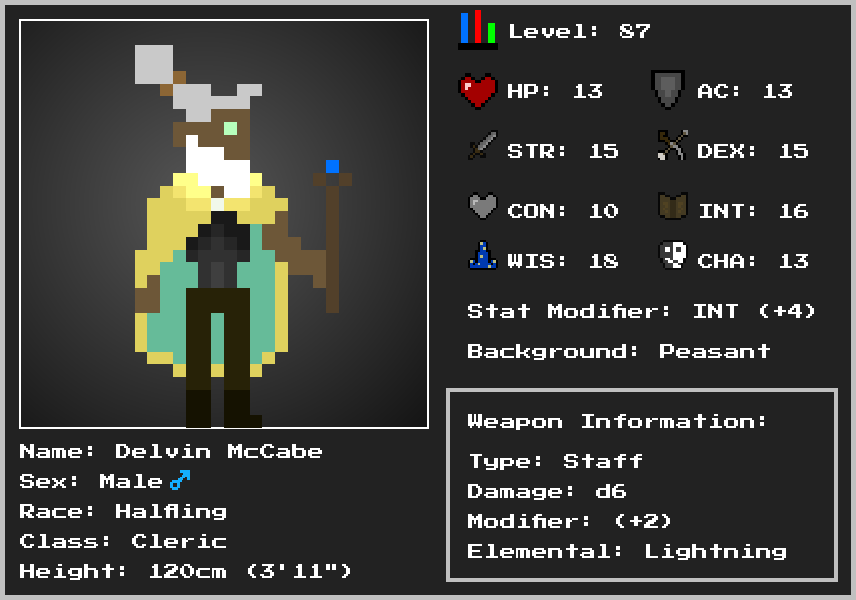 Level: 87
HP: 13
AC: 13
STR: 15
DEX: 15
CON: 10
INT: 16
WIS: 18
CHA: 13
Stat Modifier: INT (+4)
Background: Peasant
Weapon Information:
Type: Staff
Damage: d6
Modifier: (+2)
Elemental: Lightning
Name: Delvin McCabe
Sex: Male♂
Race: Halfling
Class: Cleric
Height: 120cm (3'11")